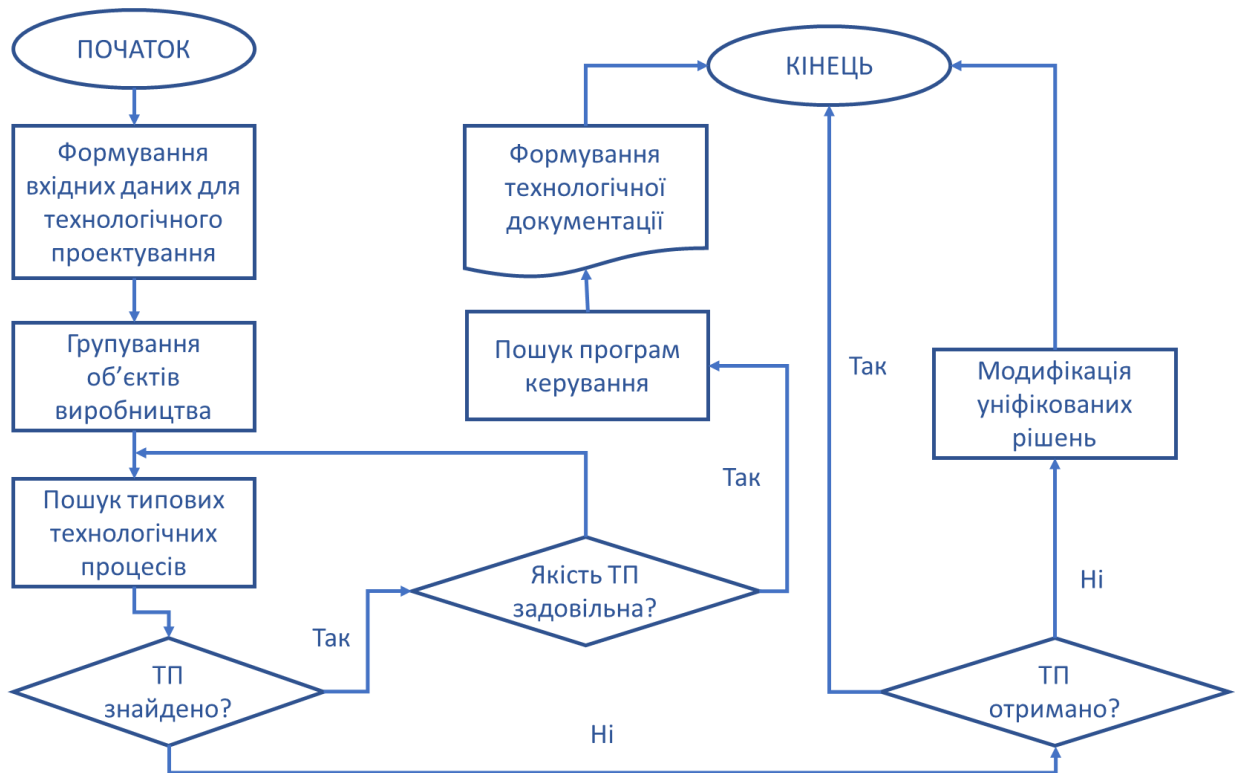 ПОЧАТОК
Формування
вхідних даних для
технологічного
проектування
Групування
об’єктів
виробництва
Пошук типових
технологічних
процесів
ТП
знайдено?
Так
Ні
Якість ТП
задовільна?
Так
Пошук програм
керування
Формування
технологічної
документації
КІНЕЦЬ
Так
Модифікація
уніфікованих
рішень
Ні
ТП
отримано?